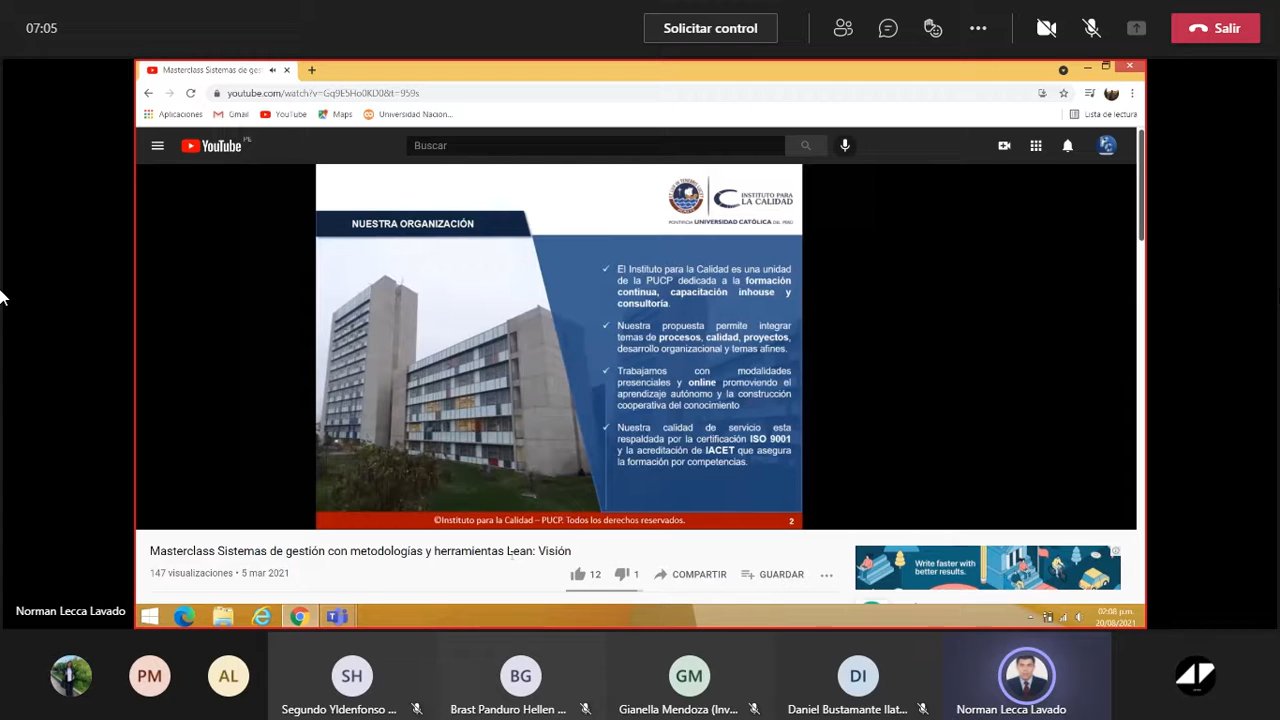 07:05
Solicitar control
Salir
Masterclass Sistemas de ges
youtube.com/watch?v=Gq9E5Ho0KD0&t=959s
Aplicaciones
Gmail
YouTube
Maps
Universidad Nacion...
Lista de lectura
YouTube PE
Buscar
INSTITUTO PARA
LA CALIDAD
PONTIFICIA UNIVERSIDAD CATÓLICA DEL PERÚ
NUESTRA ORGANIZACIÓN
✓ El Instituto para la Calidad es una unidad
de la PUCP dedicada a la formación
continua, capacitación inhouse y
consultoría.
✓ Nuestra propuesta permite integrar
temas de procesos, calidad, proyectos,
desarrollo organizacional y temas afines.
✓ Trabajamos con modalidades
presenciales y online promoviendo el
aprendizaje autónomo y la construcción
cooperativa del conocimiento
✓ Nuestra calidad de servicio esta
respaldada por la certificación ISO 9001
y la acreditación de IACET que asegura
la formación por competencias.
©Instituto para la Calidad – PUCP. Todos los derechos reservados.
2
Masterclass Sistemas de gestión con metodologías y herramientas Lean: Visión
147 visualizaciones • 5 mar 2021
12
1
COMPARTIR
GUARDAR
Write faster with
better results.
Norman Lecca Lavado
02:08 p.m.
20/08/2021
PM
AL
SH
Segundo Yldenfonso ...
BG
Brast Panduro Hellen ...
GM
Gianella Mendoza (Inv...
DI
Daniel Bustamante Ilat...
Norman Lecca Lavado